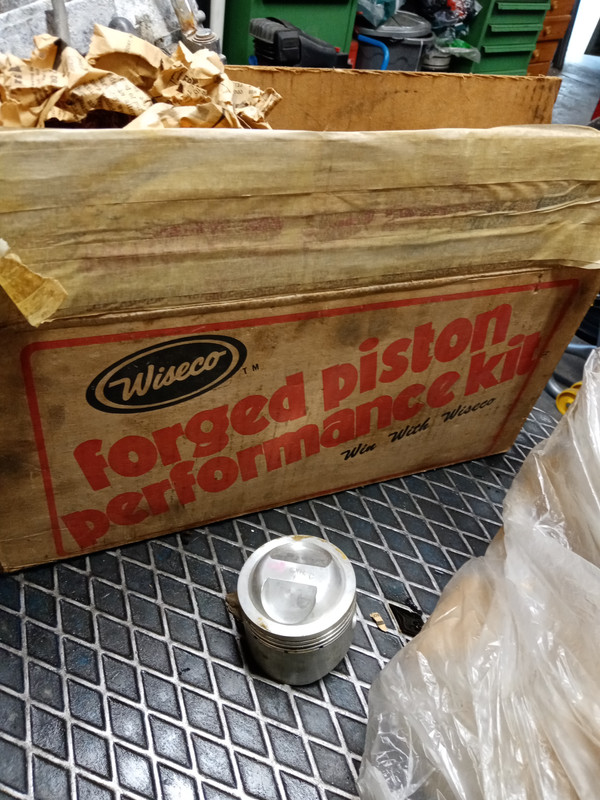 Wiseco TM
forged piston
performance kit
Win With Wiseco